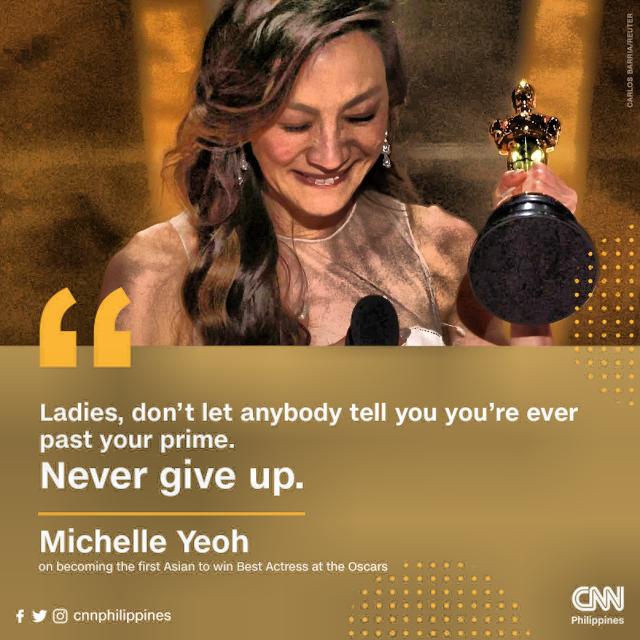 CARLOS BARRIA/REUTER
Ladies, don't let anybody tell you you're ever
past your prime.
Never give up.
Michelle Yeoh
on becoming the first Asian to win Best Actress at the Oscars
cnnphilippines
CNN
Philippines